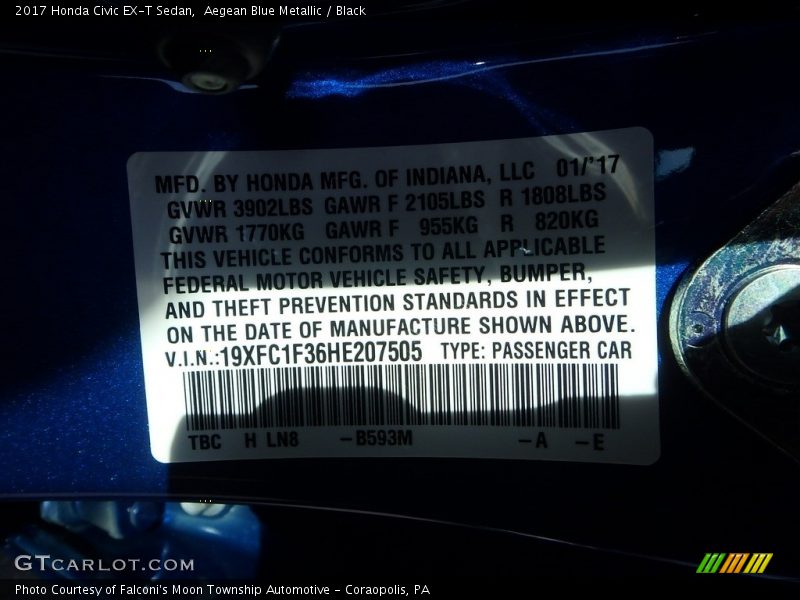 2017 Honda Civic EX-T Sedan, Aegean Blue Metallic / Black
MFD. BY HONDA MFG. OF INDIANA, LLC 01/'17
GVWR 3902LBS GAWR F 2105LBS R 1808LBS
GVWR 1770KG GAWR F 955KG R 820KG
THIS VEHICLE CONFORMS TO ALL APPLICABLE
FEDERAL MOTOR VEHICLE SAFETY, BUMPER,
AND THEFT PREVENTION STANDARDS IN EFFECT
ON THE DATE OF MANUFACTURE SHOWN ABOVE.
V.I.N.:19XFC1F36HE207505 TYPE: PASSENGER CAR
TBC H LN8 -B593M -A -E
GTCARLOT.COM
Photo Courtesy of Falconi's Moon Township Automotive - Coraopolis, PA